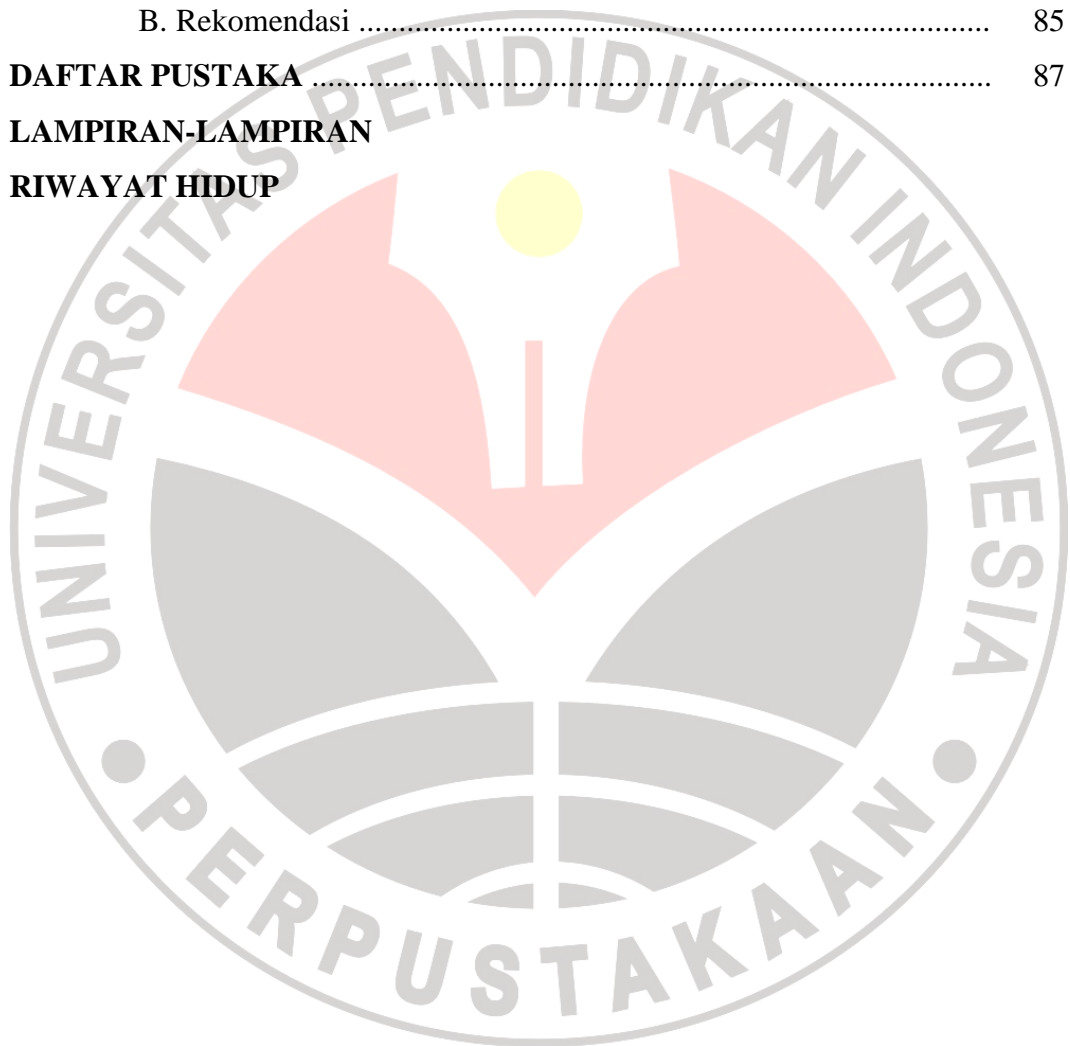 B. Rekomendasi ........................................................................... 85
DAFTAR PUSTAKA ................................................................................ 87
LAMPIRAN-LAMPIRAN
RIWAYAT HIDUP
UNIVERSITAS PENDIDIKAN INDONESIA
PERPUSTAKAAN